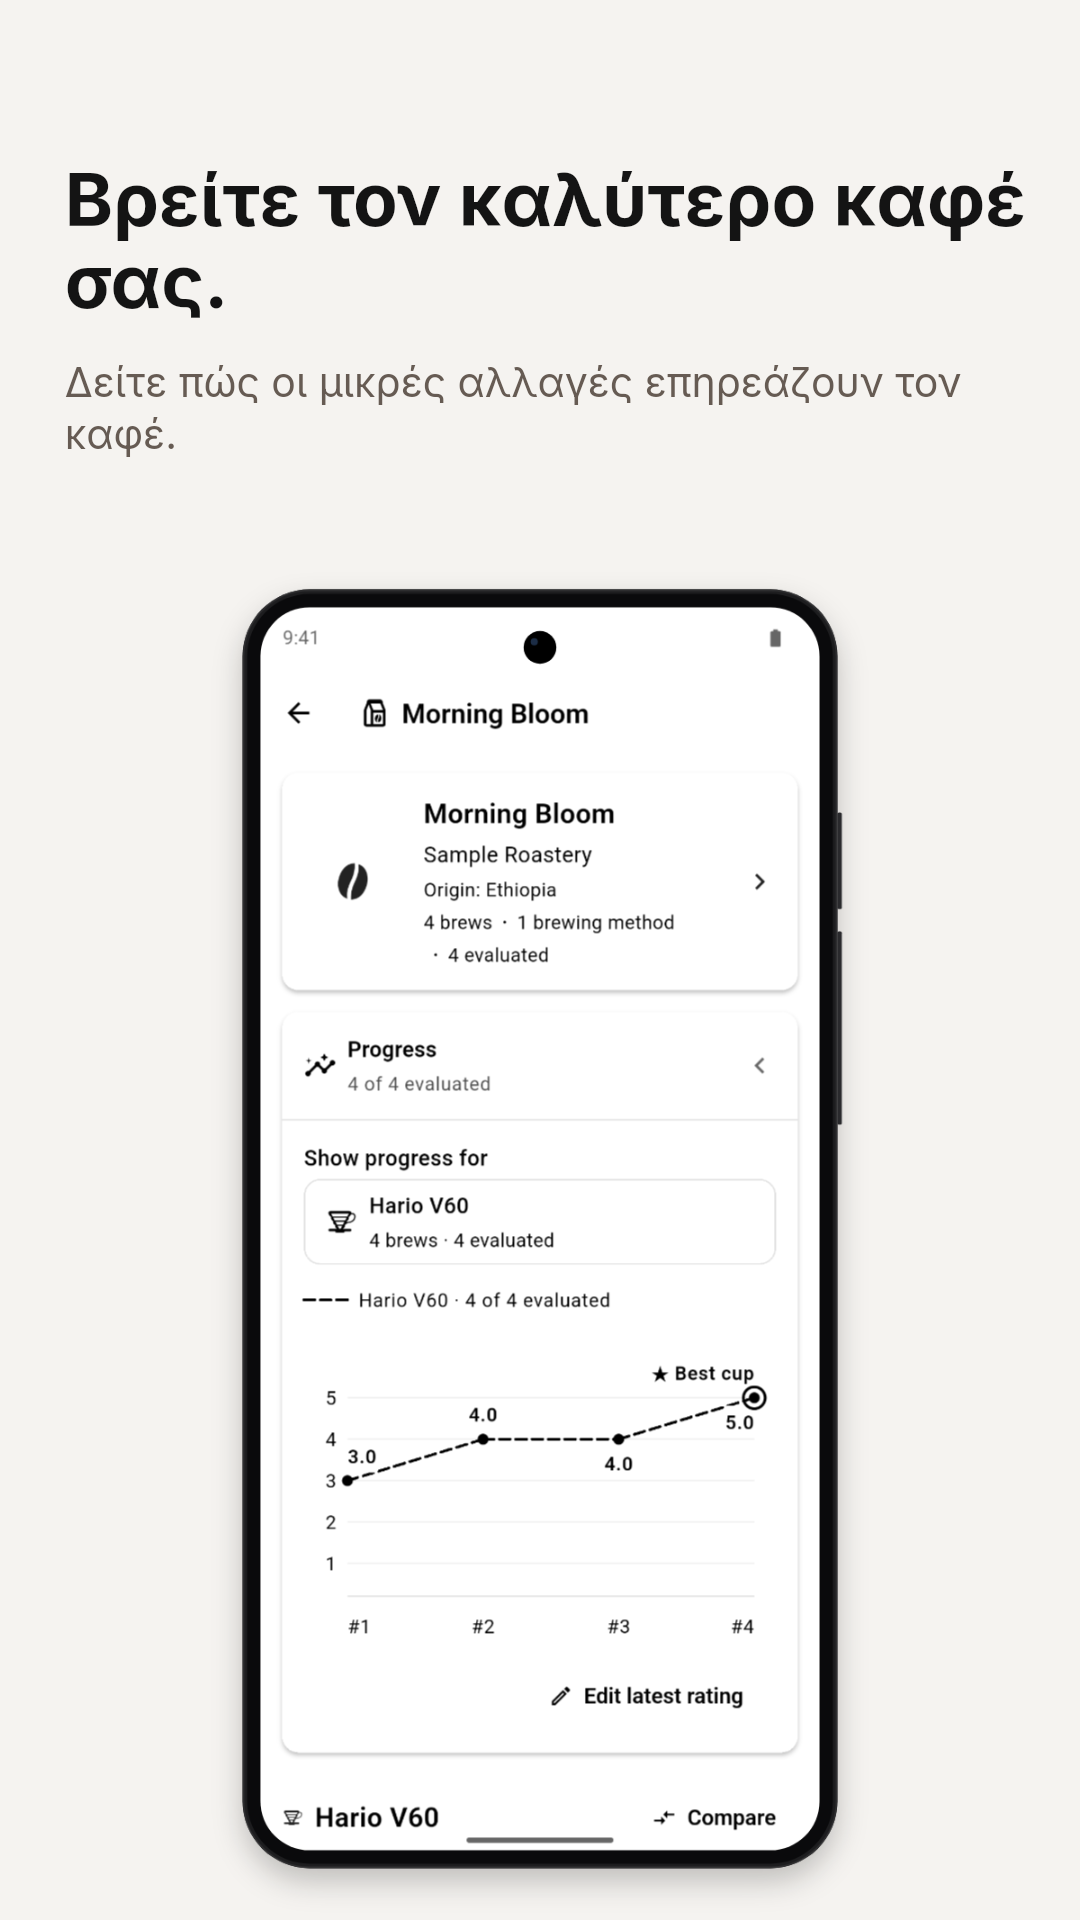 Βρείτε τον καλύτερο καφέ
σας.
Δείτε πώς οι μικρές αλλαγές επηρεάζουν τον
καφέ.
9:41
Morning Bloom
Morning Bloom
Sample Roastery
Origin: Ethiopia
4 brews · 1 brewing method
· 4 evaluated
Progress
4 of 4 evaluated
Show progress for
Hario V60
4 brews · 4 evaluated
Hario V60 · 4 of 4 evaluated
★ Best cup
5
4.0
5.0
4
3.0
4.0
3
2
1
#1 #2 #3 #4
Edit latest rating
Hario V60
Compare